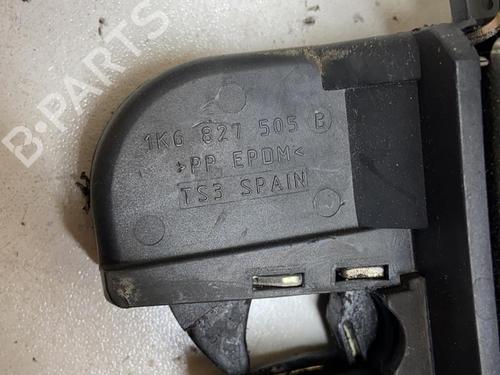 B-PARTS
1K6 827 505 B
>PP EPDM<
TS3 SPAIN